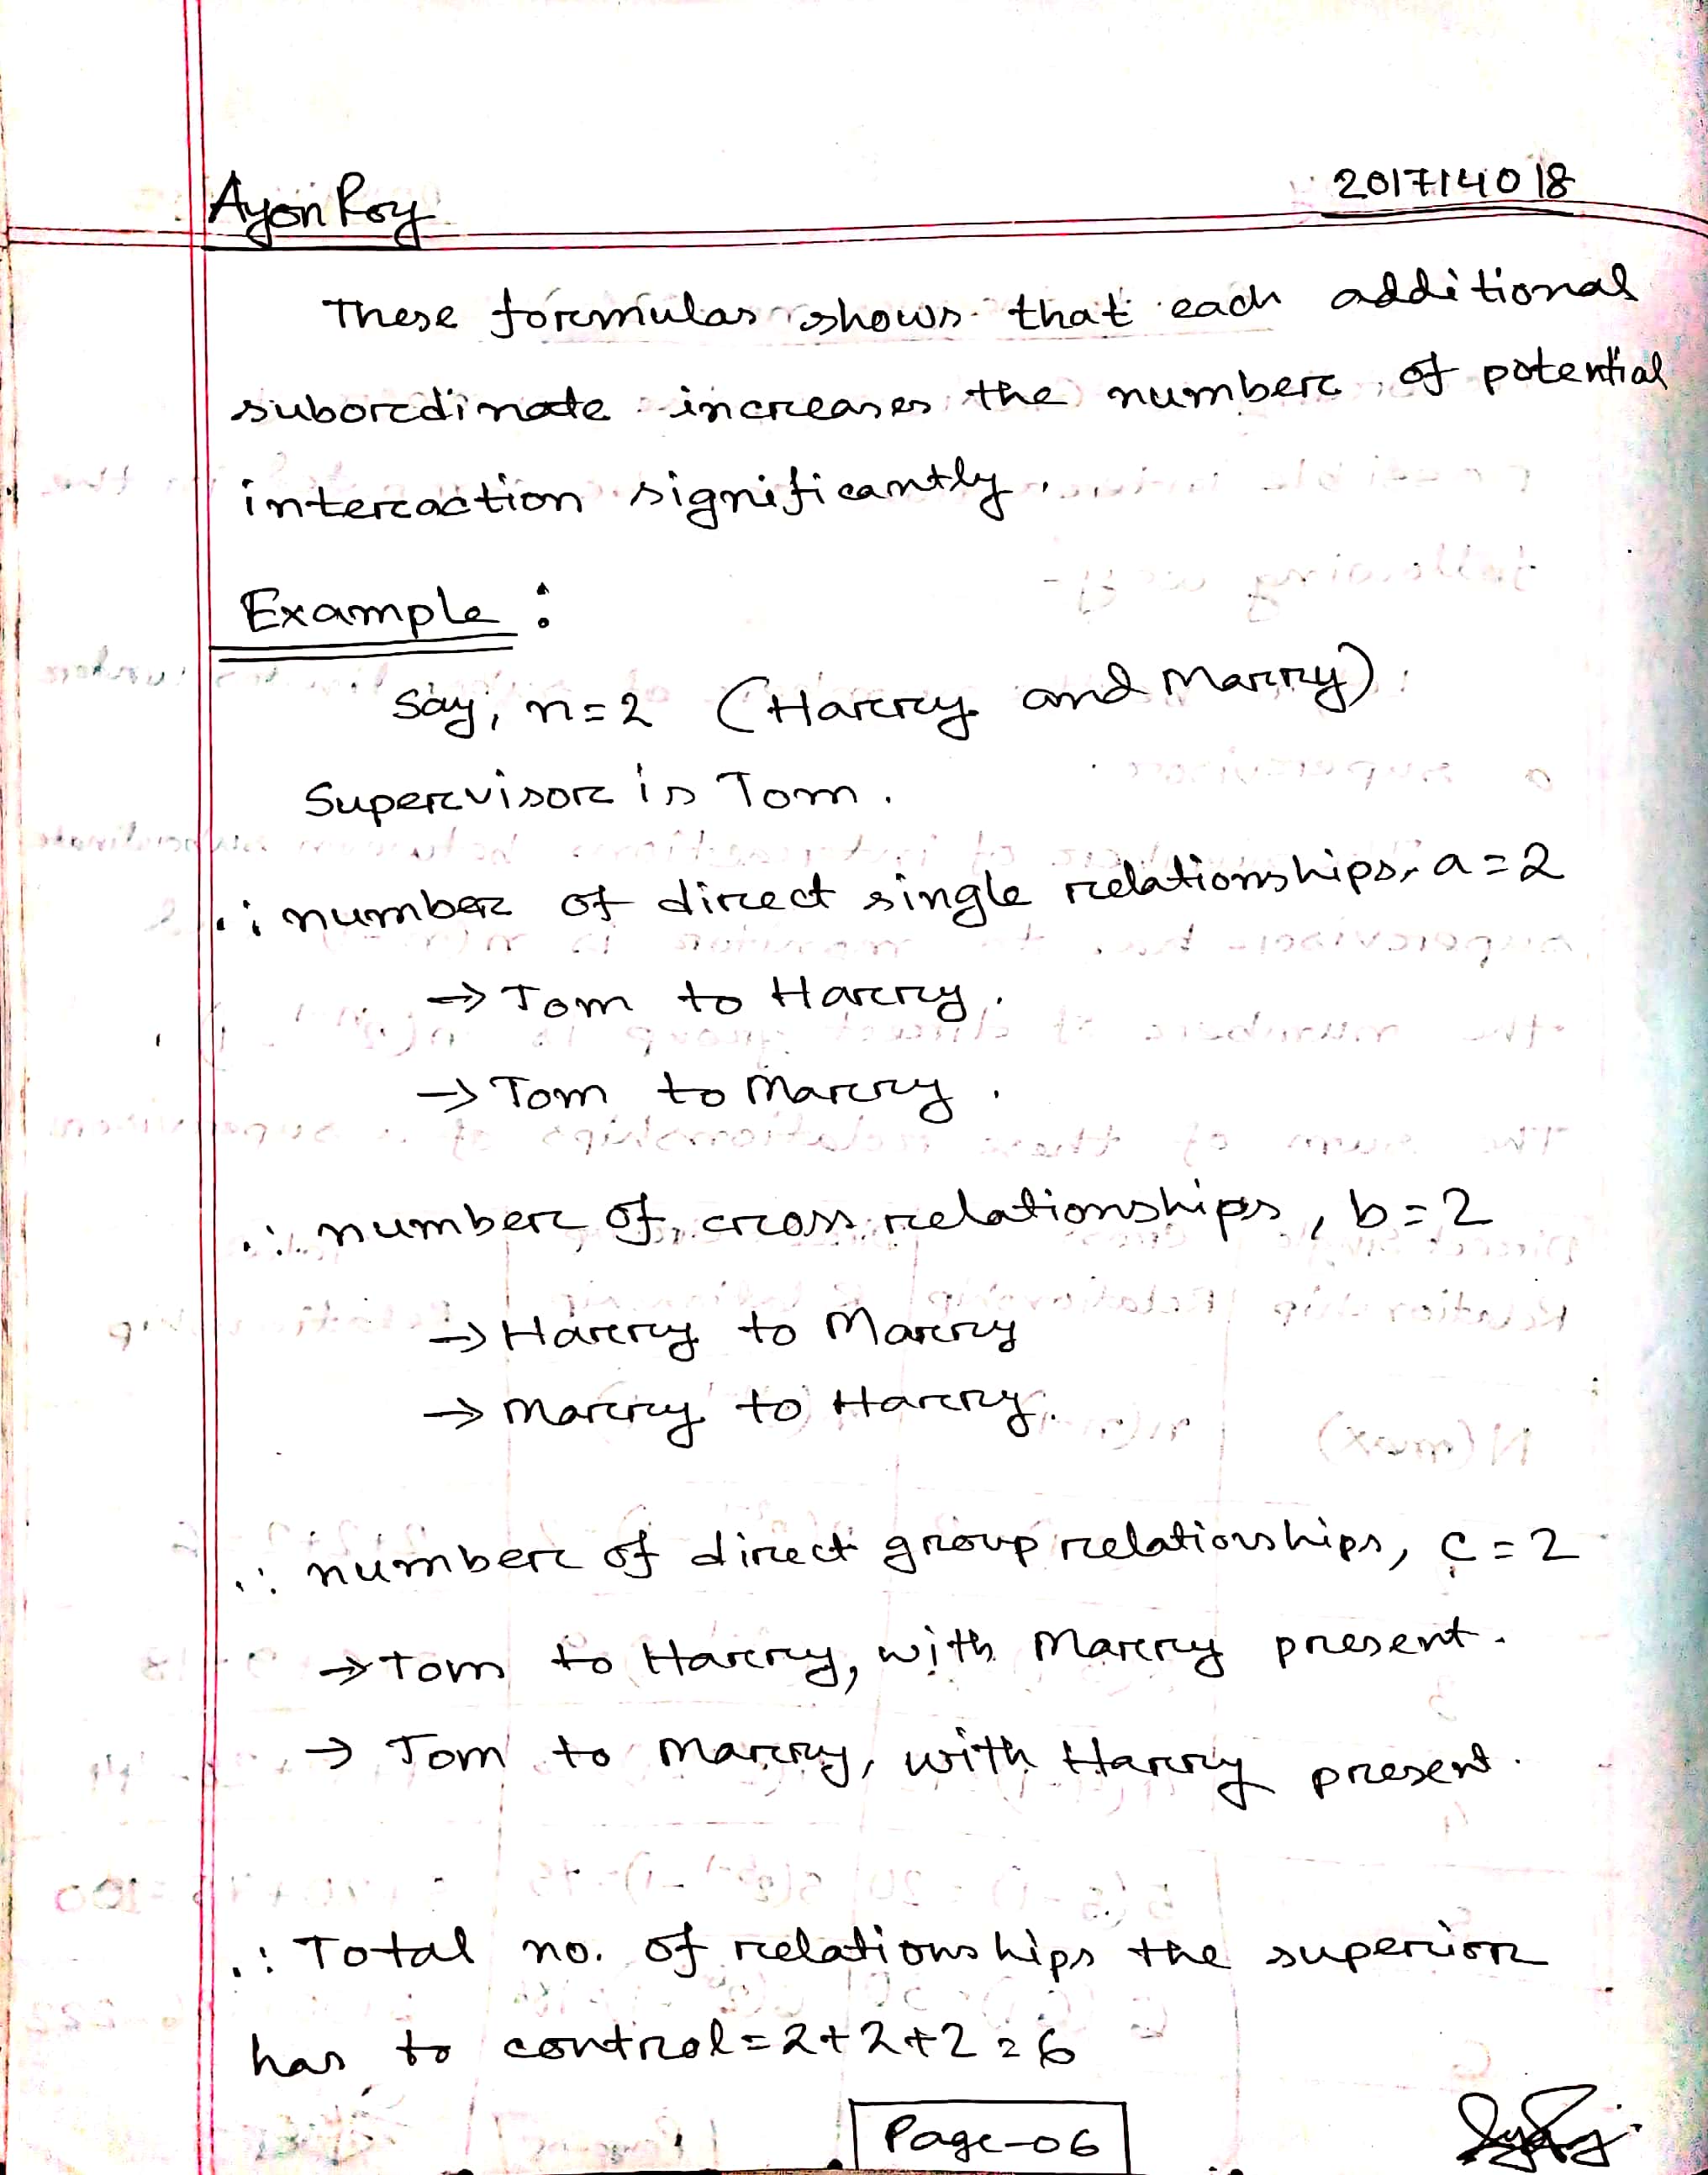 Ayon Roy
201714018
These formulas shows that each additional
subordinate increases the number of potential
interaction significantly.
Example :
Say, n=2 (Harry and Marry)
Supervisor is Tom.
∴ number of direct single relationships, a=2
→ Tom to Harry.
→ Tom to Marry.
∴ number of cross relationships, b=2
→ Harry to Marry
→ Marry to Harry.
∴ number of direct group relationships, c=2
→ Tom to Harry, with Marry present.
→ Tom to Marry, with Harry present.
∴ Total no. of relationships the superior
has to control = 2+2+2 = 6
Page-06